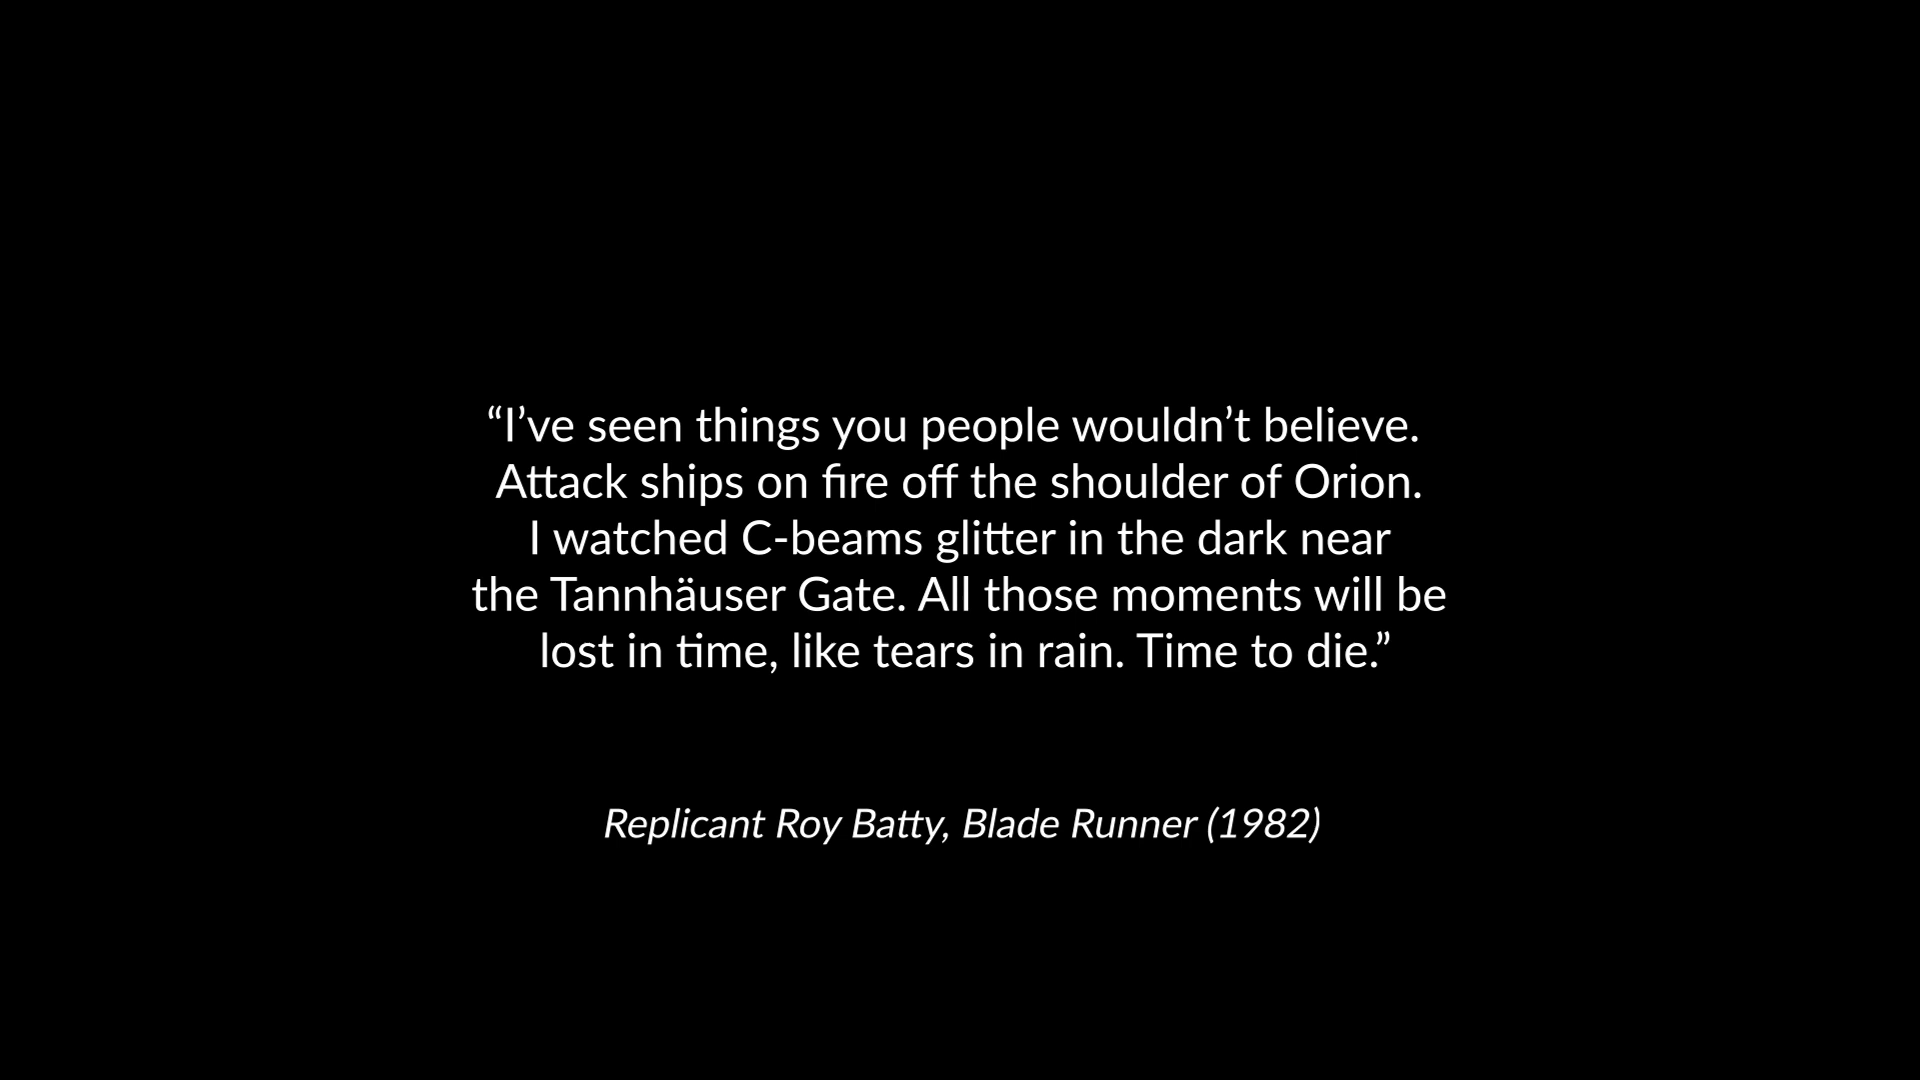 “I’ve seen things you people wouldn’t believe.
Attack ships on fire off the shoulder of Orion.
I watched C-beams glitter in the dark near
the Tannhäuser Gate. All those moments will be
lost in time, like tears in rain. Time to die.”
Replicant Roy Batty, Blade Runner (1982)